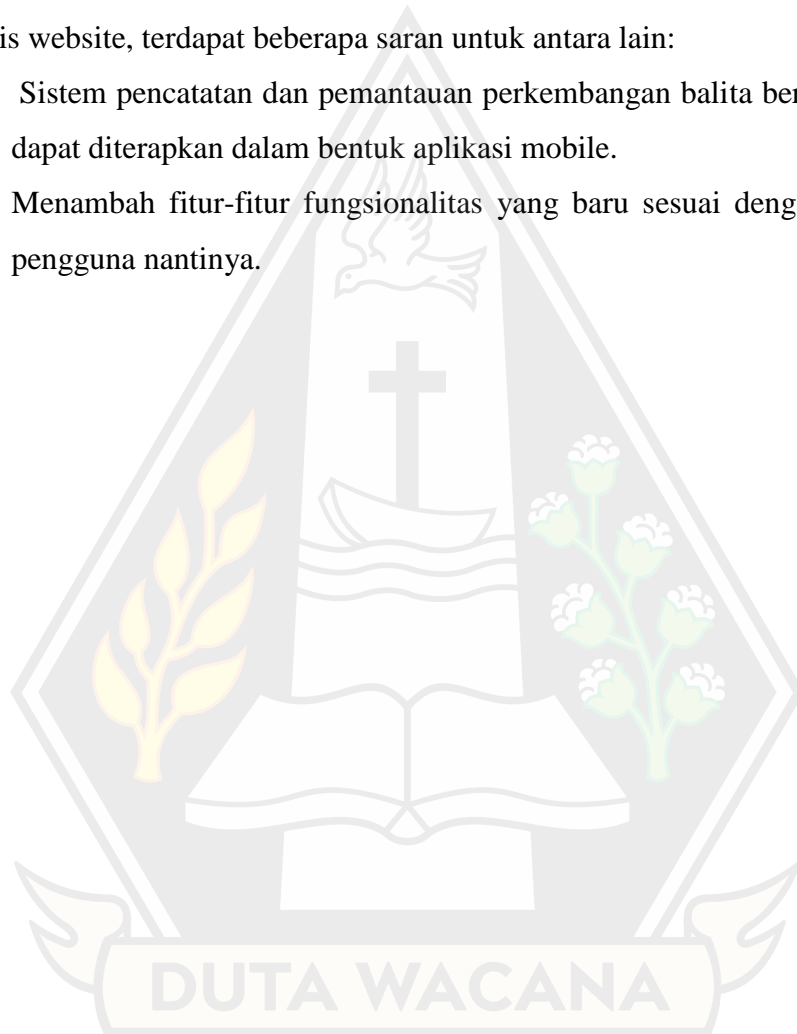 is website, terdapat beberapa saran untuk antara lain:
Sistem pencatatan dan pemantauan perkembangan balita ber
dapat diterapkan dalam bentuk aplikasi mobile.
Menambah fitur-fitur fungsionalitas yang baru sesuai deng
pengguna nantinya.
DUTA WACANA